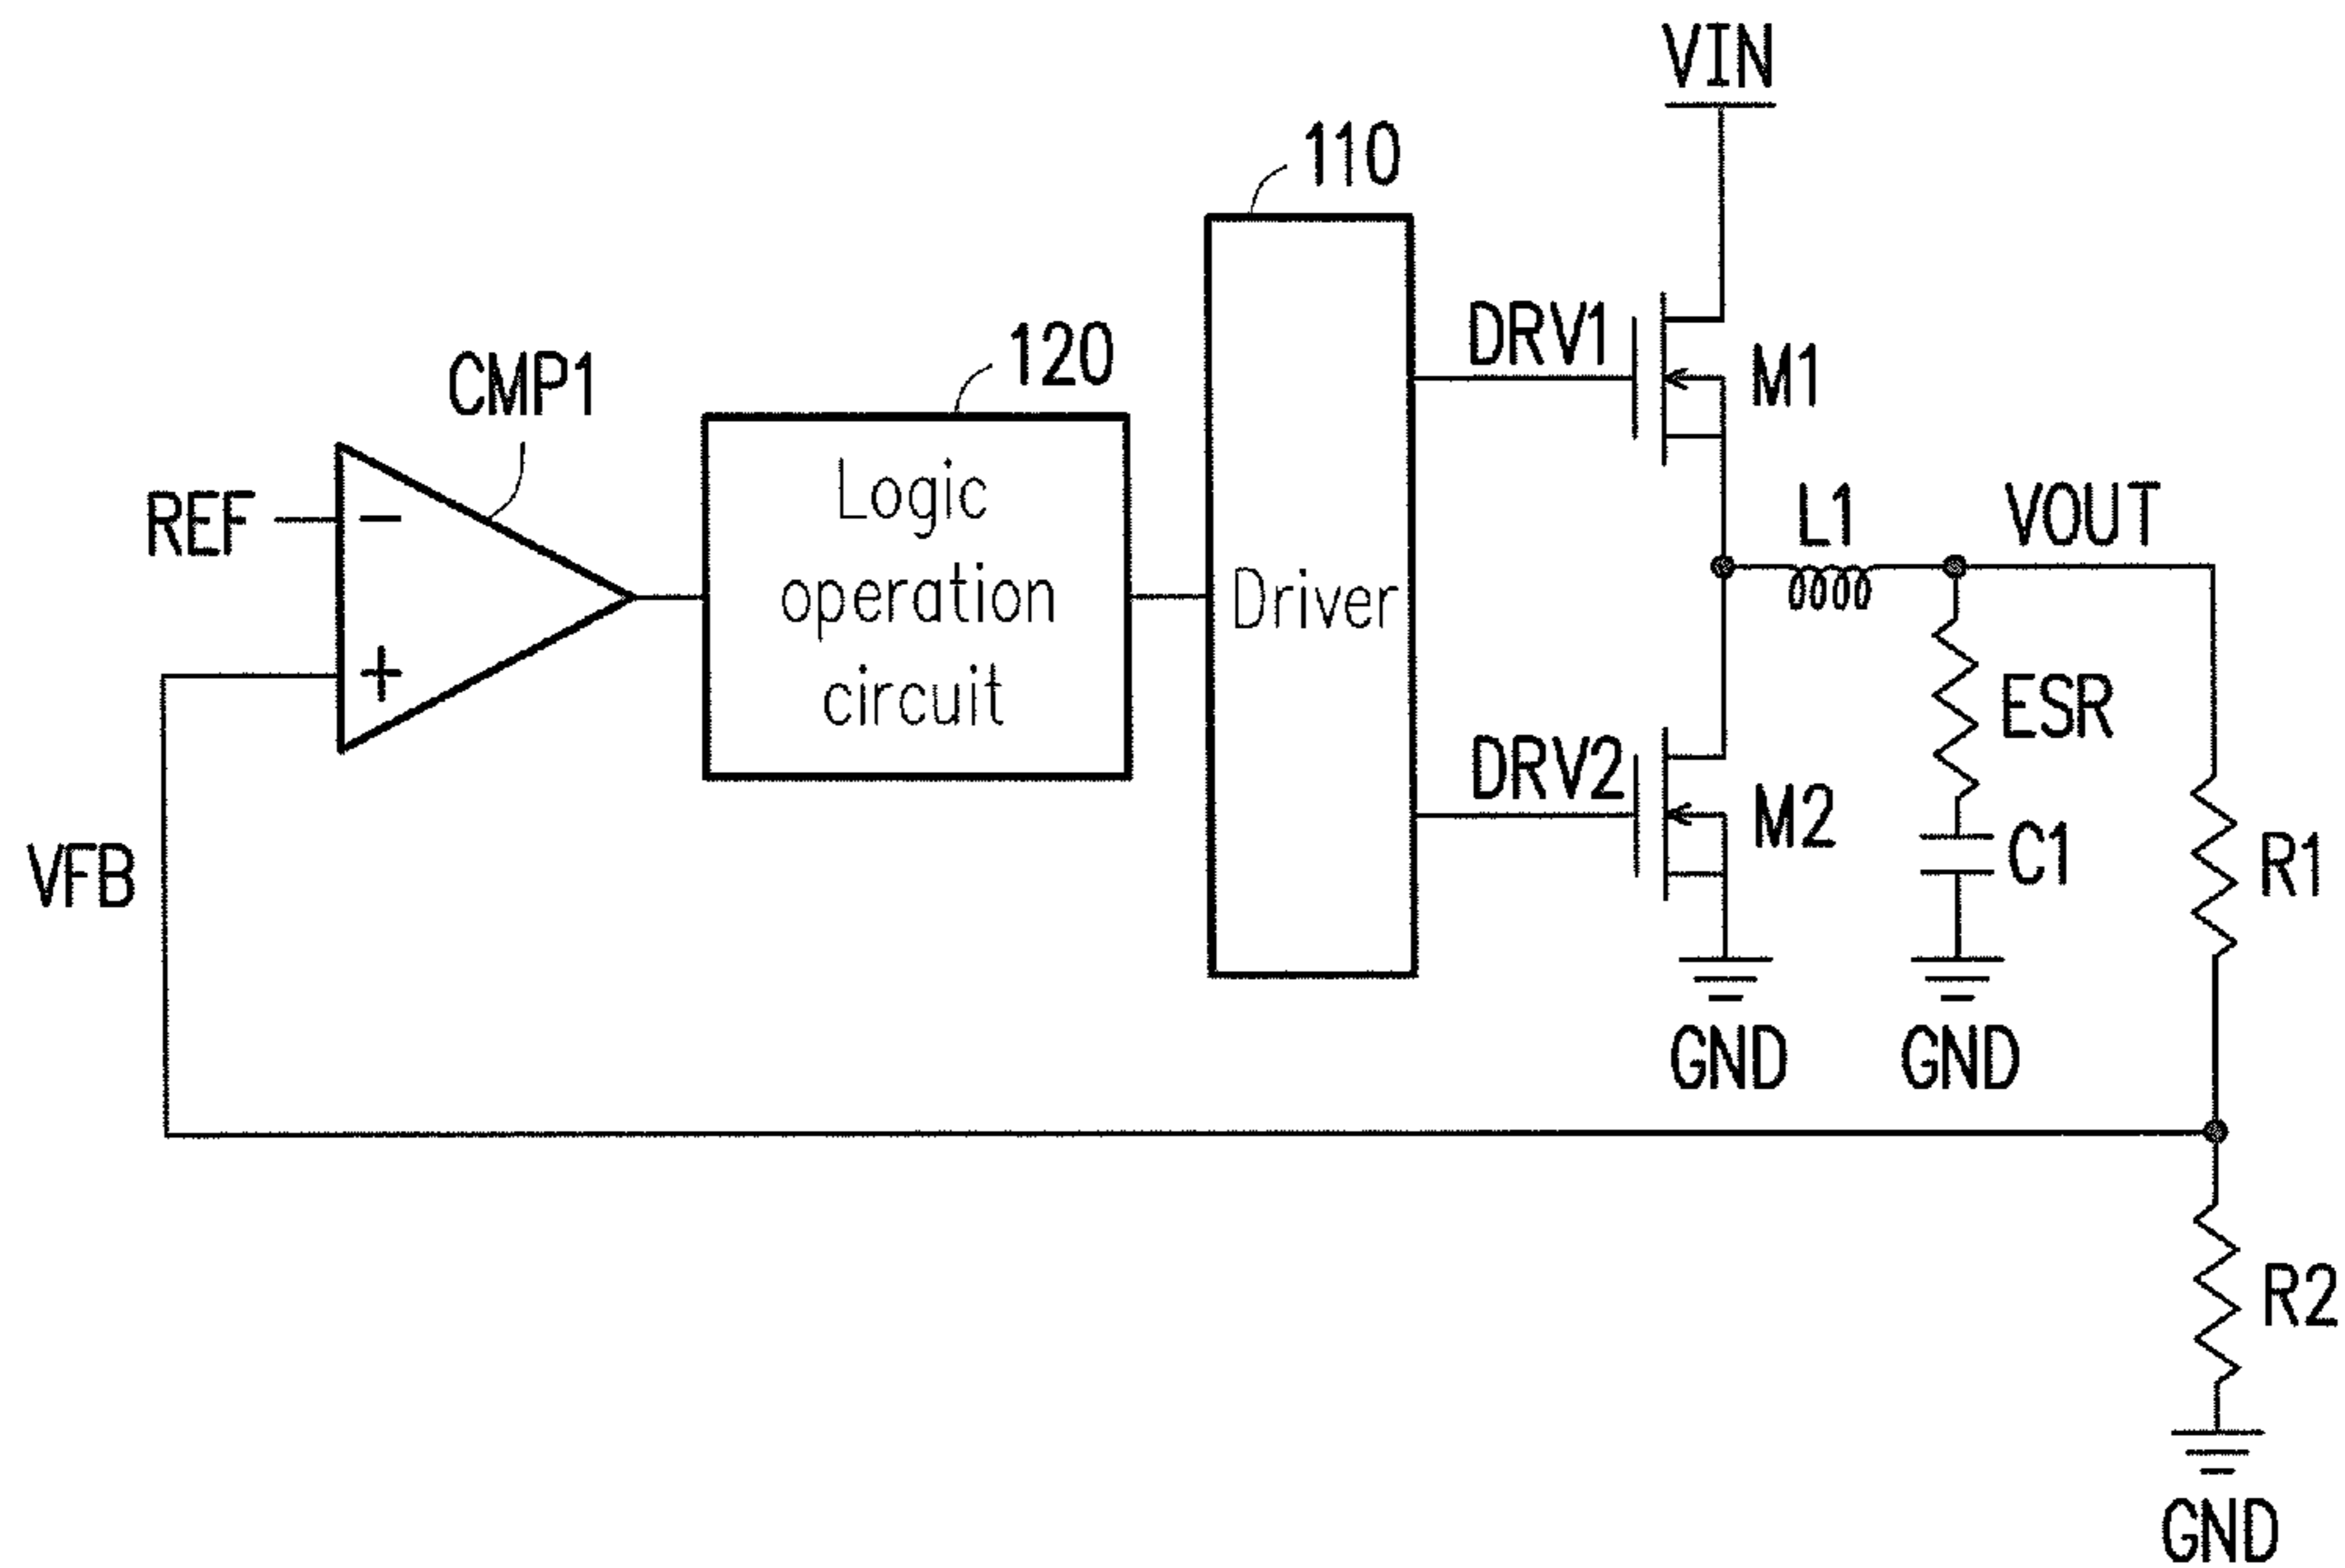 VIN
110
120
CMP1
DRV1
M1
REF
−
+
Logic
operation
circuit
Driver
L1
VOUT
ESR
DRV2
M2
C1
R1
VFB
GND
GND
R2
GND